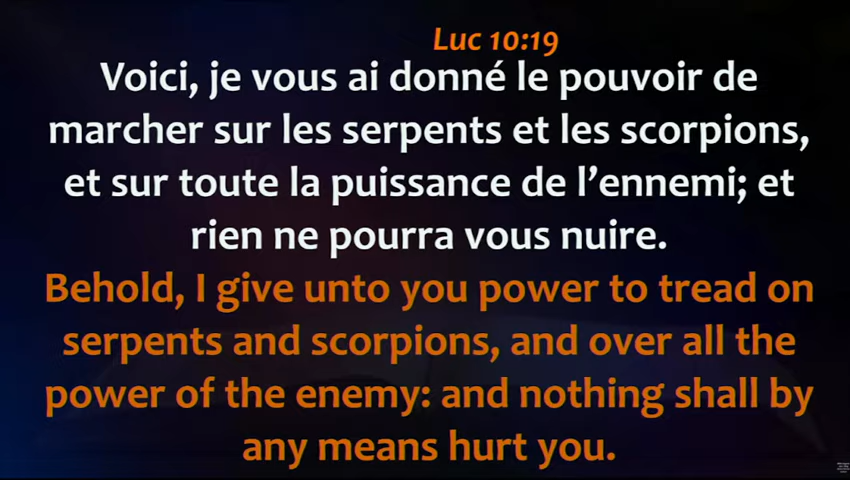 Luc 10:19
Voici, je vous ai donné le pouvoir de
marcher sur les serpents et les scorpions,
et sur toute la puissance de l’ennemi; et
rien ne pourra vous nuire.
Behold, I give unto you power to tread on
serpents and scorpions, and over all the
power of the enemy: and nothing shall by
any means hurt you.